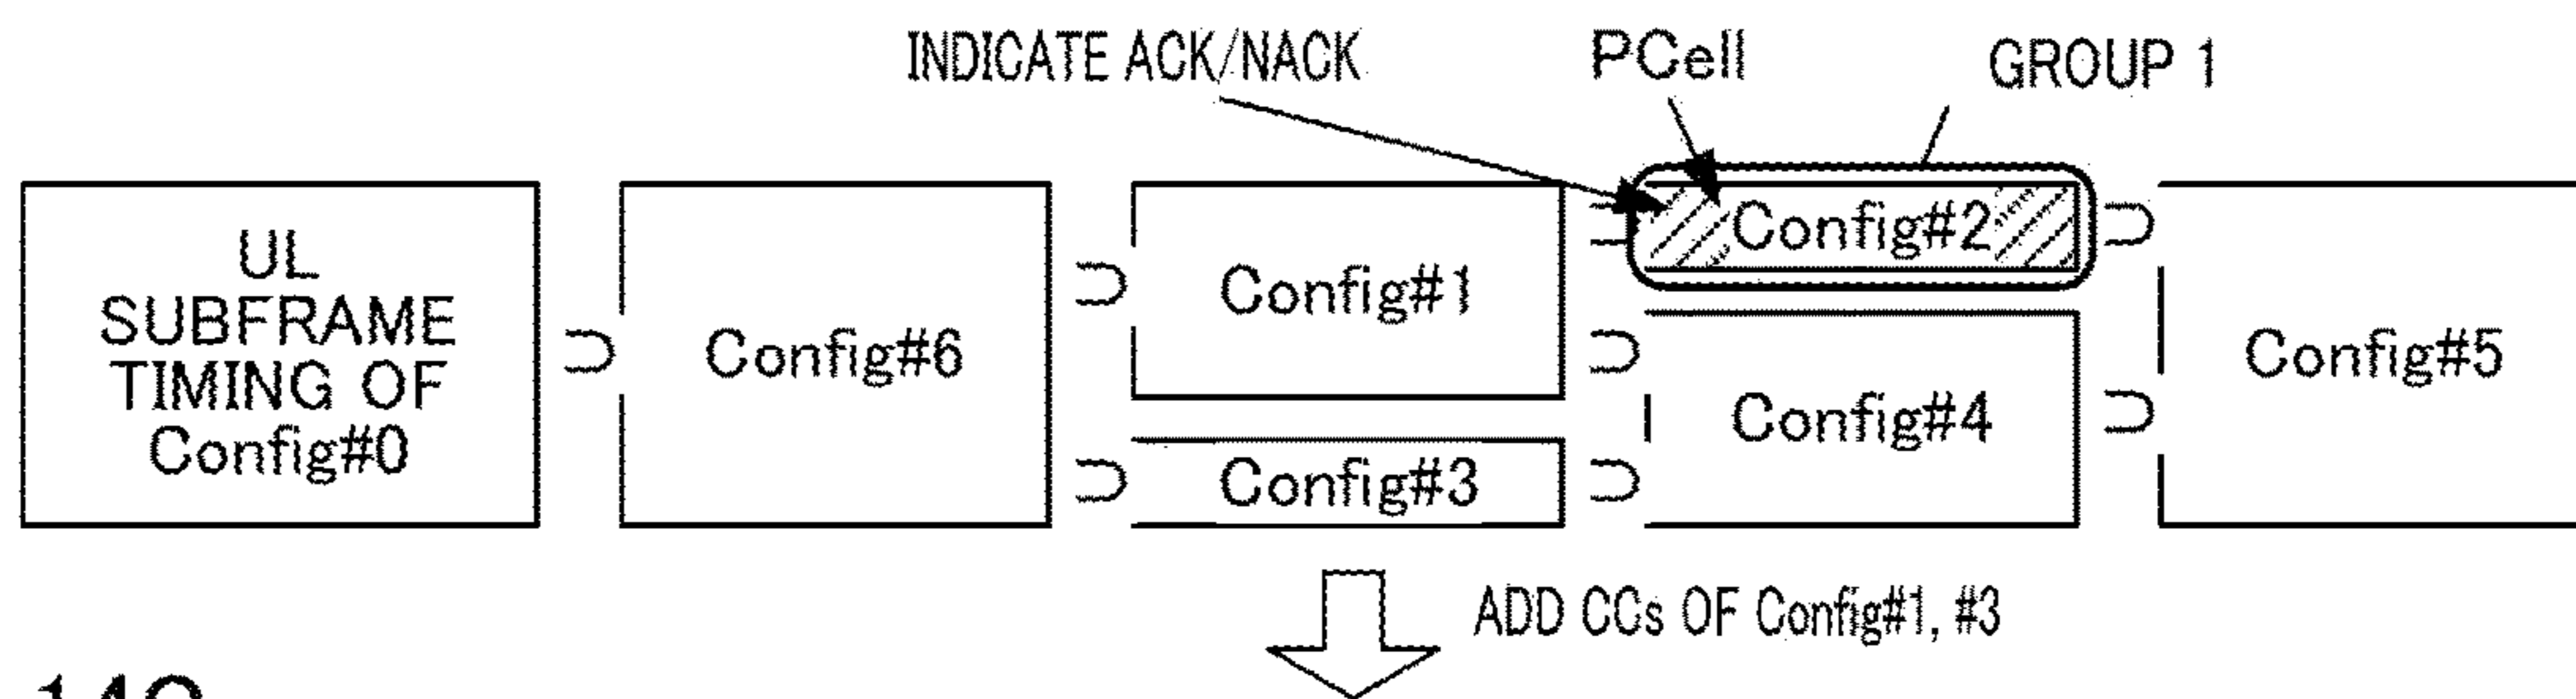 INDICATE ACK/NACK
PCell
GROUP 1
UL
SUBFRAME
TIMING OF
Config#0
⊃
Config#6
⊃
Config#1
⊃
Config#3
⊃
Config#2
⊃
⊃
Config#4
⊃
⊃
Config#5
ADD CCs OF Config#1, #3